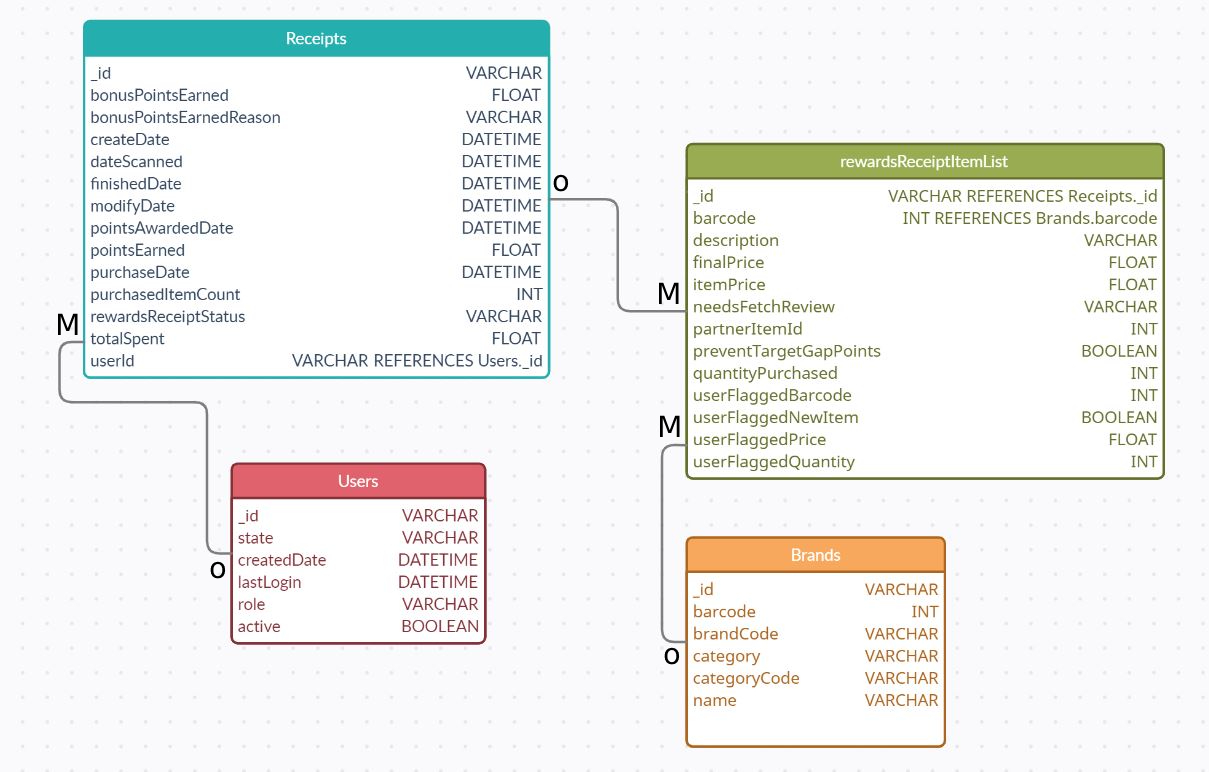 Receipts
_id VARCHAR
bonusPointsEarned FLOAT
bonusPointsEarnedReason VARCHAR
createDate DATETIME
dateScanned DATETIME
finishedDate DATETIME
modifyDate DATETIME
pointsAwardedDate DATETIME
pointsEarned FLOAT
purchaseDate DATETIME
purchasedItemCount INT
rewardsReceiptStatus VARCHAR
totalSpent FLOAT
userId VARCHAR REFERENCES Users._id
O
M
M
rewardsReceiptItemList
_id VARCHAR REFERENCES Receipts._id
barcode INT REFERENCES Brands.barcode
description VARCHAR
finalPrice FLOAT
itemPrice FLOAT
needsFetchReview VARCHAR
partnerItemId INT
preventTargetGapPoints BOOLEAN
quantityPurchased INT
userFlaggedBarcode INT
userFlaggedNewItem BOOLEAN
userFlaggedPrice FLOAT
userFlaggedQuantity INT
M
Users
_id VARCHAR
state VARCHAR
createdDate DATETIME
lastLogin DATETIME
role VARCHAR
active BOOLEAN
O
Brands
_id VARCHAR
barcode INT
brandCode VARCHAR
category VARCHAR
categoryCode VARCHAR
name VARCHAR
O